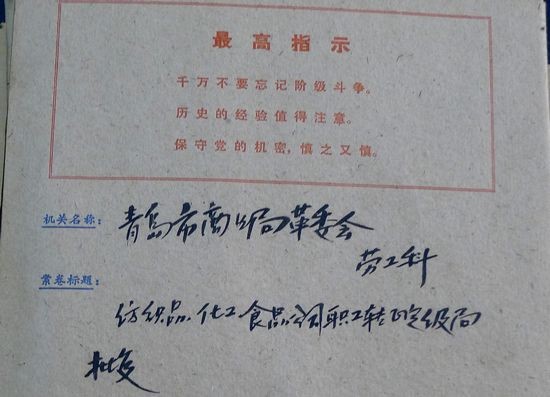 最高指示
千万不要忘记阶级斗争。
历史的经验值得注意。
保守党的机密,慎之又慎。
机关名称：青岛市商业局革委会
劳工科
案卷标题：
纺织品.化工食品公司职工转正定级局
批复